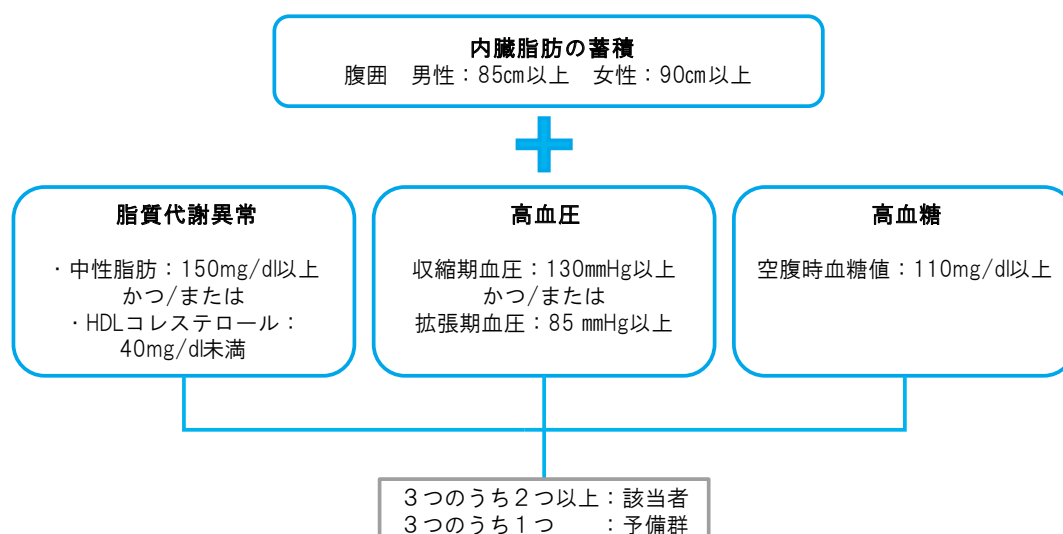 内臓脂肪の蓄積
腹囲　男性：85㎝以上　女性：90㎝以上
脂質代謝異常
・中性脂肪：150mg/㎗以上
かつ/または
・HDLコレステロール：
40mg/㎗未満
高血圧
収縮期血圧：130mmHg以上
かつ/または
拡張期血圧：85 mmHg以上
高血糖
空腹時血糖値：110mg/㎗以上
３つのうち２つ以上：該当者
３つのうち１つ　　：予備群